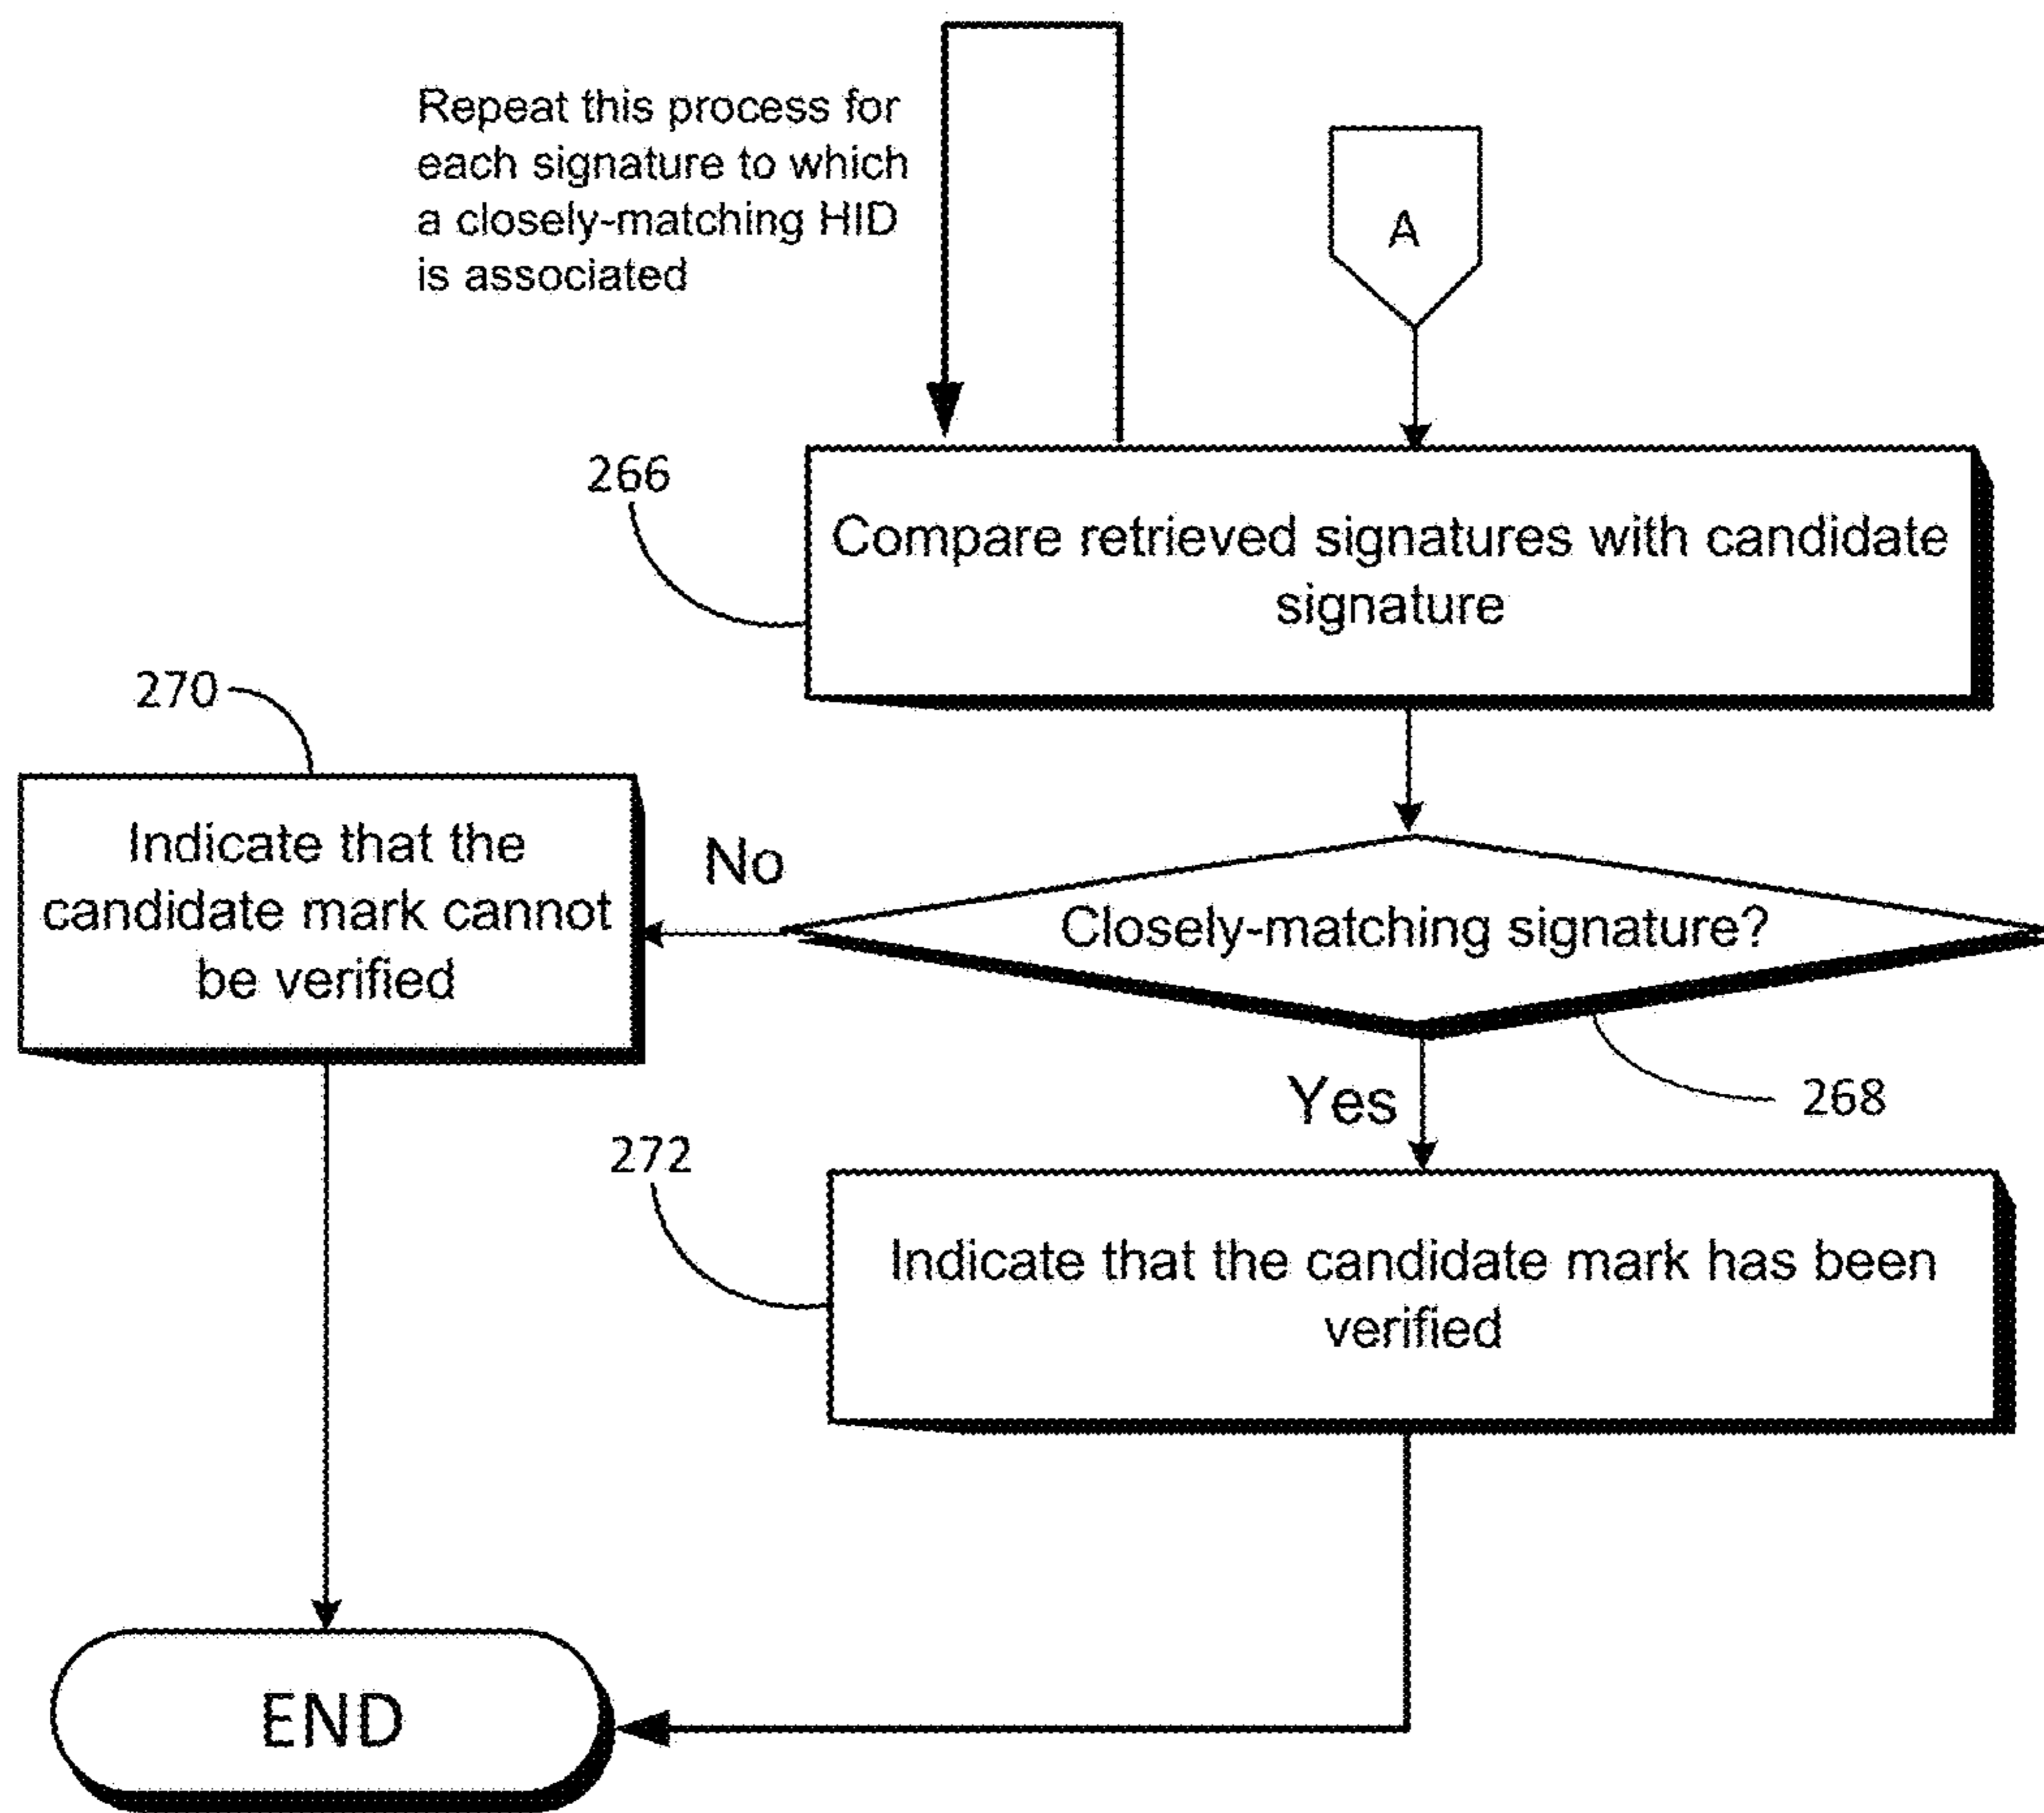 Repeat this process for
each signature to which
a closely-matching HID
is associated
A
266
Compare retrieved signatures with candidate
signature
270
Indicate that the
candidate mark cannot
be verified
No
Closely-matching signature?
Yes
268
272
Indicate that the candidate mark has been
verified
END